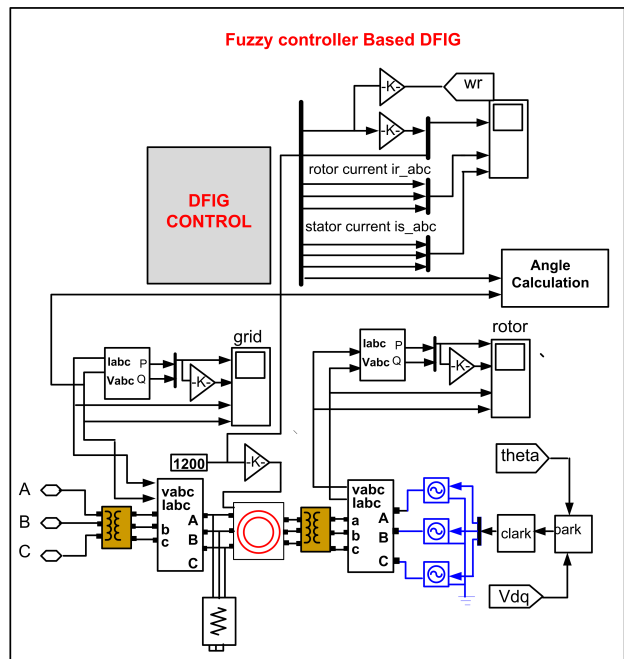 Fuzzy controller Based DFIG
-K-
wr
-K-
DFIG
CONTROL
rotor current ir_abc
stator current is_abc
Angle
Calculation
grid
rotor
Iabc
P
Vabc
Q
-K-
Iabc
P
Vabc
Q
-K-
1200
-K-
theta
A
B
C
vabc
Iabc
A
b
B
c
C
vabc
Iabc
a
A
b
B
c
C
clark
park
Vdq